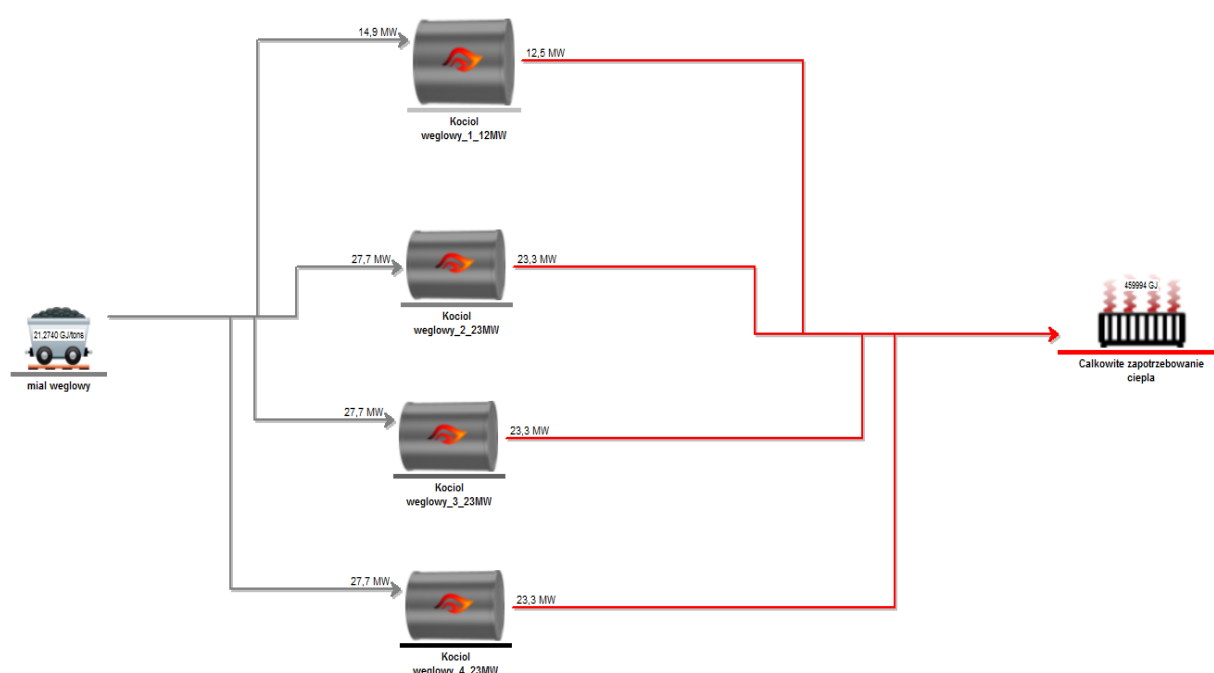 14,9 MW
12,5 MW
Kociol
weglowy_1_12MW
27,7 MW
23,3 MW
Kociol
weglowy_2_23MW
459994 GJ
21,2740 GJ/tons
mial weglowy
Calkowite zapotrzebowanie
ciepla
27,7 MW
23,3 MW
Kociol
weglowy_3_23MW
27,7 MW
23,3 MW
Kociol
weglowy_4_23MW